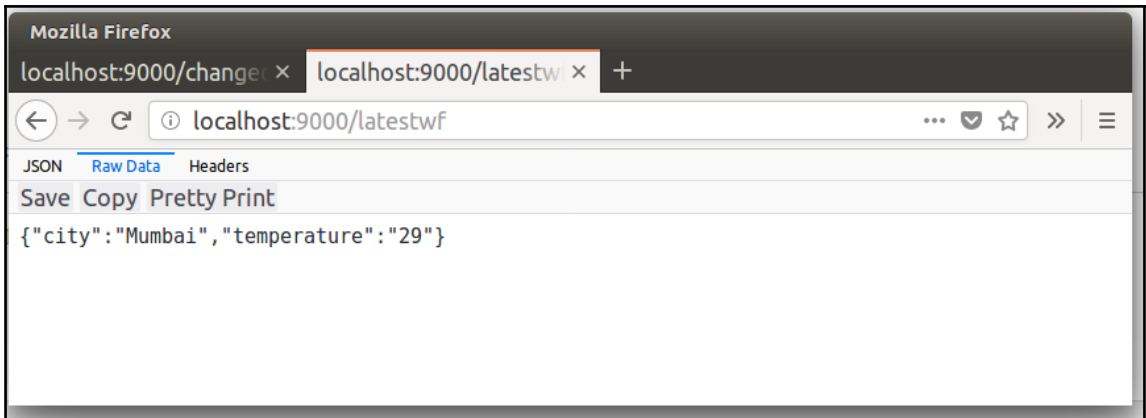 Mozilla Firefox
localhost:9000/change × localhost:9000/latestw × +
localhost:9000/latestwf
JSON Raw Data Headers
Save Copy Pretty Print
{"city":"Mumbai","temperature":"29"}